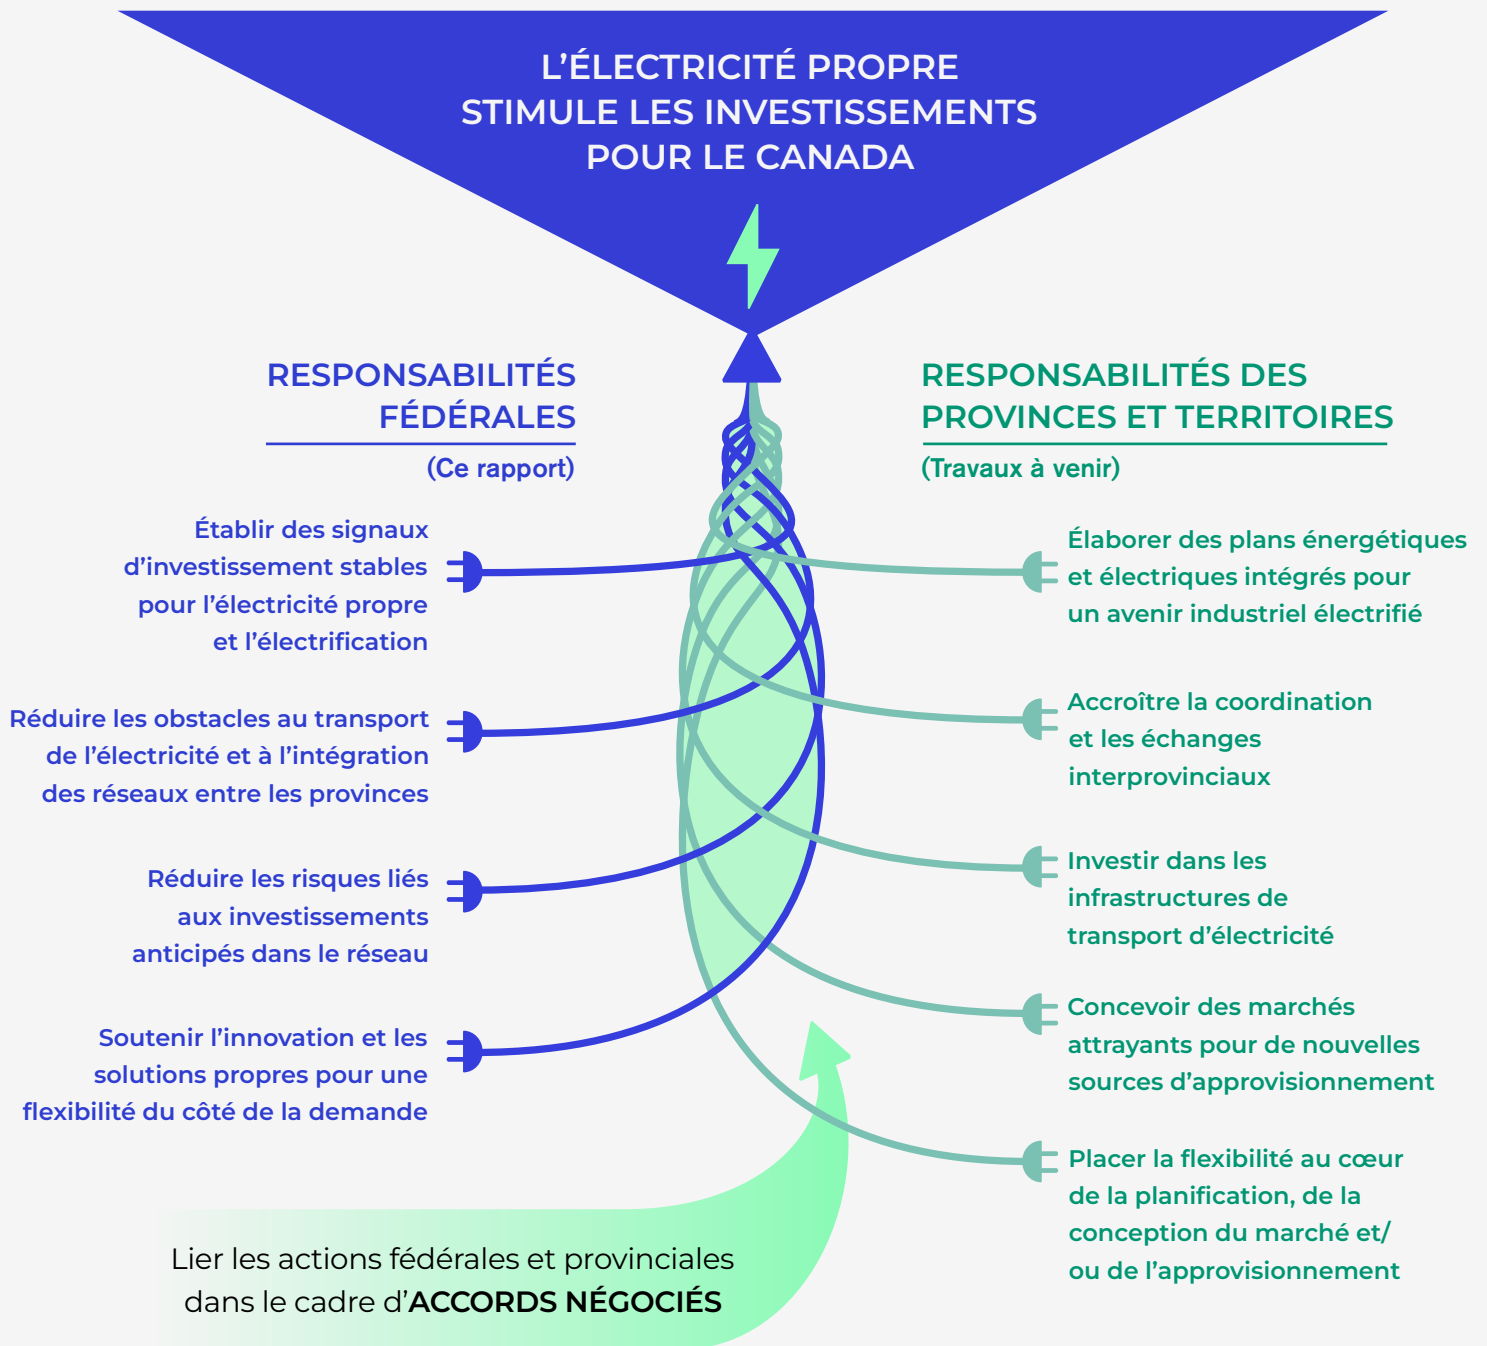 L’ÉLECTRICITÉ PROPRE
STIMULE LES INVESTISSEMENTS
POUR LE CANADA
RESPONSABILITÉS
FÉDÉRALES
(Ce rapport)
Établir des signaux
d’investissement stables
pour l’électricité propre
et l’électrification
Réduire les obstacles au transport
de l’électricité et à l’intégration
des réseaux entre les provinces
Réduire les risques liés
aux investissements
anticipés dans le réseau
Soutenir l’innovation et les
solutions propres pour une
flexibilité du côté de la demande
RESPONSABILITÉS DES
PROVINCES ET TERRITOIRES
(Travaux à venir)
Élaborer des plans énergétiques
et électriques intégrés pour
un avenir industriel électrifié
Accroître la coordination
et les échanges
interprovinciaux
Investir dans les
infrastructures de
transport d’électricité
Concevoir des marchés
attrayants pour de nouvelles
sources d’approvisionnement
Placer la flexibilité au cœur
de la planification, de la
conception du marché et/
ou de l’approvisionnement
Lier les actions fédérales et provinciales
dans le cadre d’ACCORDS NÉGOCIÉS